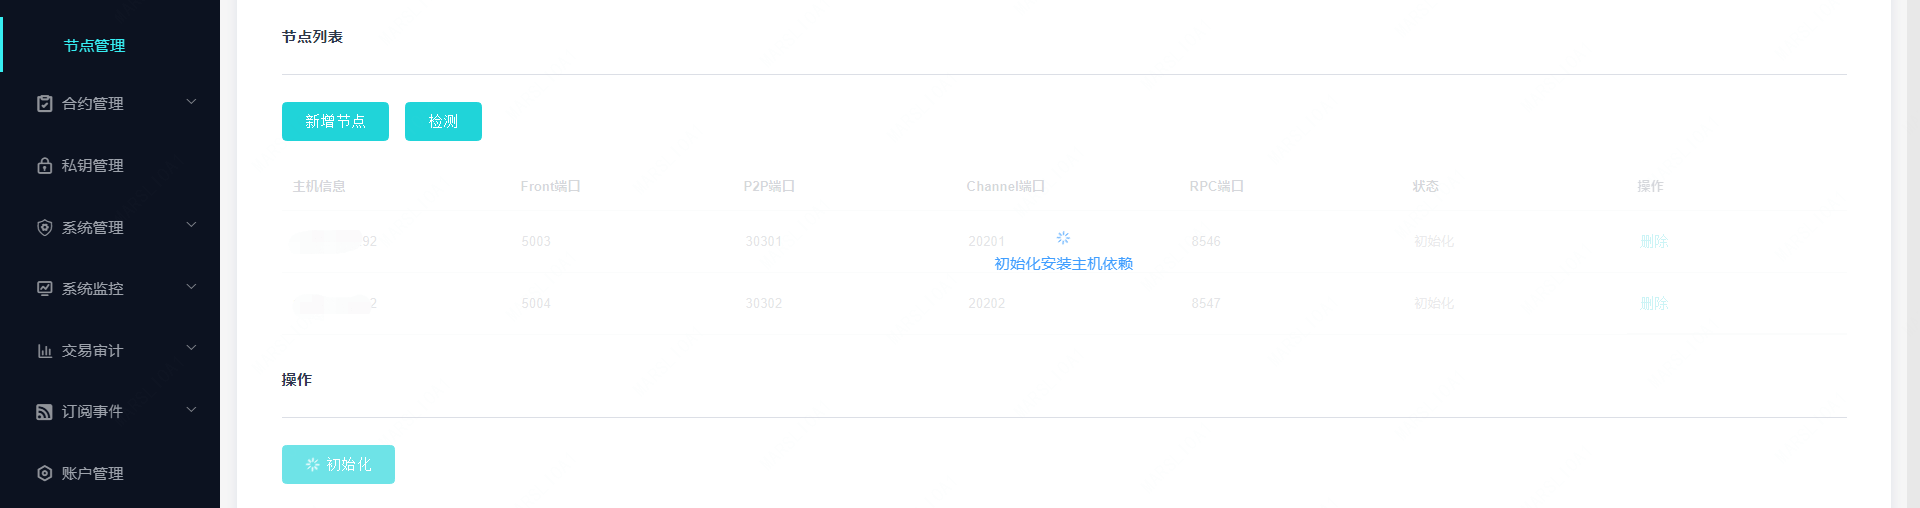 节点管理
合约管理
私钥管理
系统管理
系统监控
交易审计
订阅事件
账户管理
节点列表
新增节点 检测
主机信息 Front端口 P2P端口 Channel端口 RPC端口 状态 操作
92 5003 30301 20201 8546 初始化 删除
初始化安装主机依赖
2 5004 30302 20202 8547 初始化 删除
操作
初始化